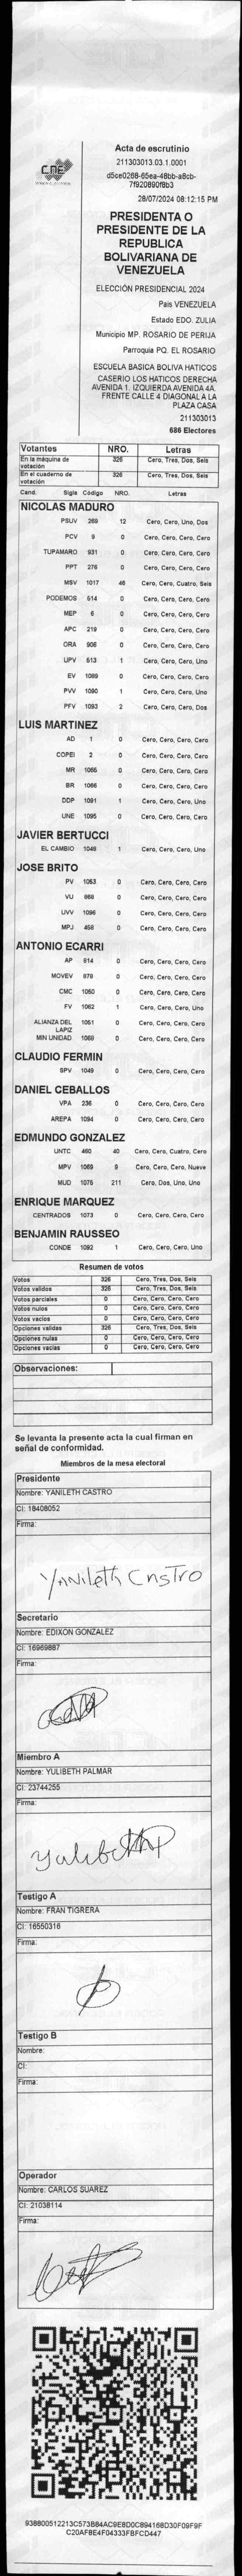 CNE
Acta de escrutinio
211303013.03.1.0001
d5ce0268-65ea-48bb-a8cb-
7f920890f8b3
28/07/2024 08:12:15 PM
PRESIDENTA O
PRESIDENTE DE LA
REPUBLICA
BOLIVARIANA DE
VENEZUELA
ELECCIÓN PRESIDENCIAL 2024
Pais VENEZUELA
Estado EDO. ZULIA
Municipio MP. ROSARIO DE PERIJA
Parroquia PQ. EL ROSARIO
ESCUELA BASICA BOLIVA HATICOS
CASERIO LOS HATICOS DERECHA
AVENIDA 1. IZQUIERDA AVENIDA 4A.
FRENTE CALLE 4 DIAGONAL A LA
PLAZA CASA
211303013
686 Electores
Votantes NRO. Letras
En la máquina de votación 326 Cero, Tres, Dos, Seis
En el cuaderno de votación 326 Cero, Tres, Dos, Seis
Cand. Sigla Código NRO. Letras
NICOLAS MADURO
PSUV 269 12 Cero, Cero, Uno, Dos
PCV 9 0 Cero, Cero, Cero, Cero
TUPAMARO 931 0 Cero, Cero, Cero, Cero
PPT 276 0 Cero, Cero, Cero, Cero
MSV 1017 46 Cero, Cero, Cuatro, Seis
PODEMOS 514 0 Cero, Cero, Cero, Cero
MEP 6 0 Cero, Cero, Cero, Cero
APC 219 0 Cero, Cero, Cero, Cero
ORA 906 0 Cero, Cero, Cero, Cero
UPV 613 1 Cero, Cero, Cero, Uno
EV 1089 0 Cero, Cero, Cero, Cero
PVV 1090 1 Cero, Cero, Cero, Uno
PFV 1093 2 Cero, Cero, Cero, Dos
LUIS MARTINEZ
AD 1 0 Cero, Cero, Cero, Cero
COPEI 2 0 Cero, Cero, Cero, Cero
MR 1065 0 Cero, Cero, Cero, Cero
BR 1066 0 Cero, Cero, Cero, Cero
DDP 1091 1 Cero, Cero, Cero, Uno
UNE 1095 0 Cero, Cero, Cero, Cero
JAVIER BERTUCCI
EL CAMBIO 1048 1 Cero, Cero, Cero, Uno
JOSE BRITO
PV 1053 0 Cero, Cero, Cero, Cero
VU 868 0 Cero, Cero, Cero, Cero
UVV 1096 0 Cero, Cero, Cero, Cero
MPJ 458 0 Cero, Cero, Cero, Cero
ANTONIO ECARRI
AP 614 0 Cero, Cero, Cero, Cero
MOVEV 878 0 Cero, Cero, Cero, Cero
CMC 1050 0 Cero, Cero, Cero, Cero
FV 1062 1 Cero, Cero, Cero, Uno
ALIANZA DEL LAPIZ 1051 0 Cero, Cero, Cero, Cero
MIN UNIDAD 1068 0 Cero, Cero, Cero, Cero
CLAUDIO FERMIN
SPV 1049 0 Cero, Cero, Cero, Cero
DANIEL CEBALLOS
VPA 236 0 Cero, Cero, Cero, Cero
AREPA 1094 0 Cero, Cero, Cero, Cero
EDMUNDO GONZALEZ
UNTC 460 40 Cero, Cero, Cuatro, Cero
MPV 1069 9 Cero, Cero, Cero, Nueve
MUD 1075 211 Cero, Dos, Uno, Uno
ENRIQUE MARQUEZ
CENTRADOS 1073 0 Cero, Cero, Cero, Cero
BENJAMIN RAUSSEO
CONDE 1092 1 Cero, Cero, Cero, Uno
Resumen de votos
Votos 326 Cero, Tres, Dos, Seis
Votos validos 326 Cero, Tres, Dos, Seis
Votos parciales 0 Cero, Cero, Cero, Cero
Votos nulos 0 Cero, Cero, Cero, Cero
Votos vacios 0 Cero, Cero, Cero, Cero
Opciones validas 326 Cero, Tres, Dos, Seis
Opciones nulas 0 Cero, Cero, Cero, Cero
Opciones vacias 0 Cero, Cero, Cero, Cero
Observaciones:
Se levanta la presente acta la cual firman en
señal de conformidad.
Miembros de la mesa electoral
Presidente
Nombre: YANILETH CASTRO
CI: 18408052
Firma:
Yanileth Castro
Secretario
Nombre: EDIXON GONZALEZ
CI: 16969887
Firma:
Miembro A
Nombre: YULIBETH PALMAR
CI: 23744255
Firma:
Testigo A
Nombre: FRAN TIGRERA
CI: 16550316
Firma:
Testigo B
Nombre:
CI:
Firma:
Operador
Nombre: CARLOS SUAREZ
CI: 21038114
Firma:
938800512213C573B84AC9E8D0C894168D30F09F9F
C20AF8E4F04333FBFCD447